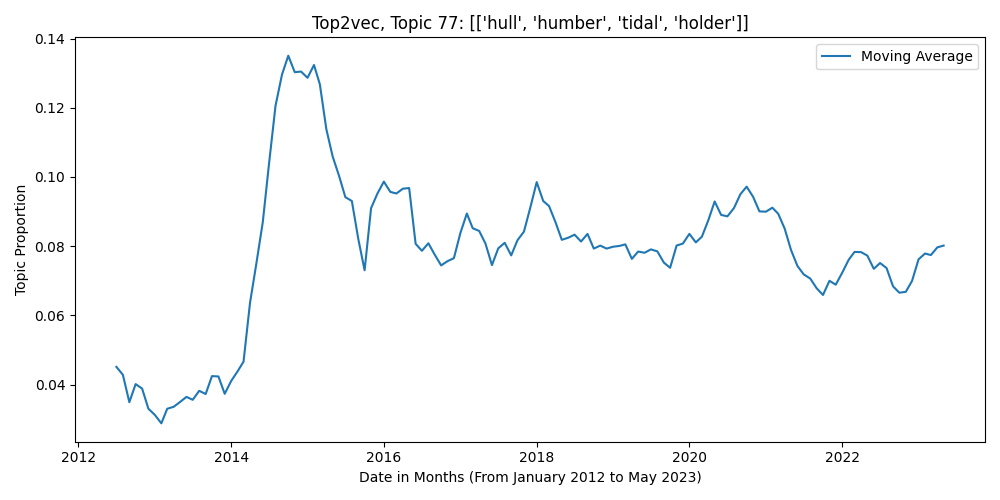 Top2vec, Topic 77: [['hull', 'humber', 'tidal', 'holder']]
Moving Average
Topic Proportion
0.14
0.12
0.10
0.08
0.06
0.04
2012 2014 2016 2018 2020 2022
Date in Months (From January 2012 to May 2023)